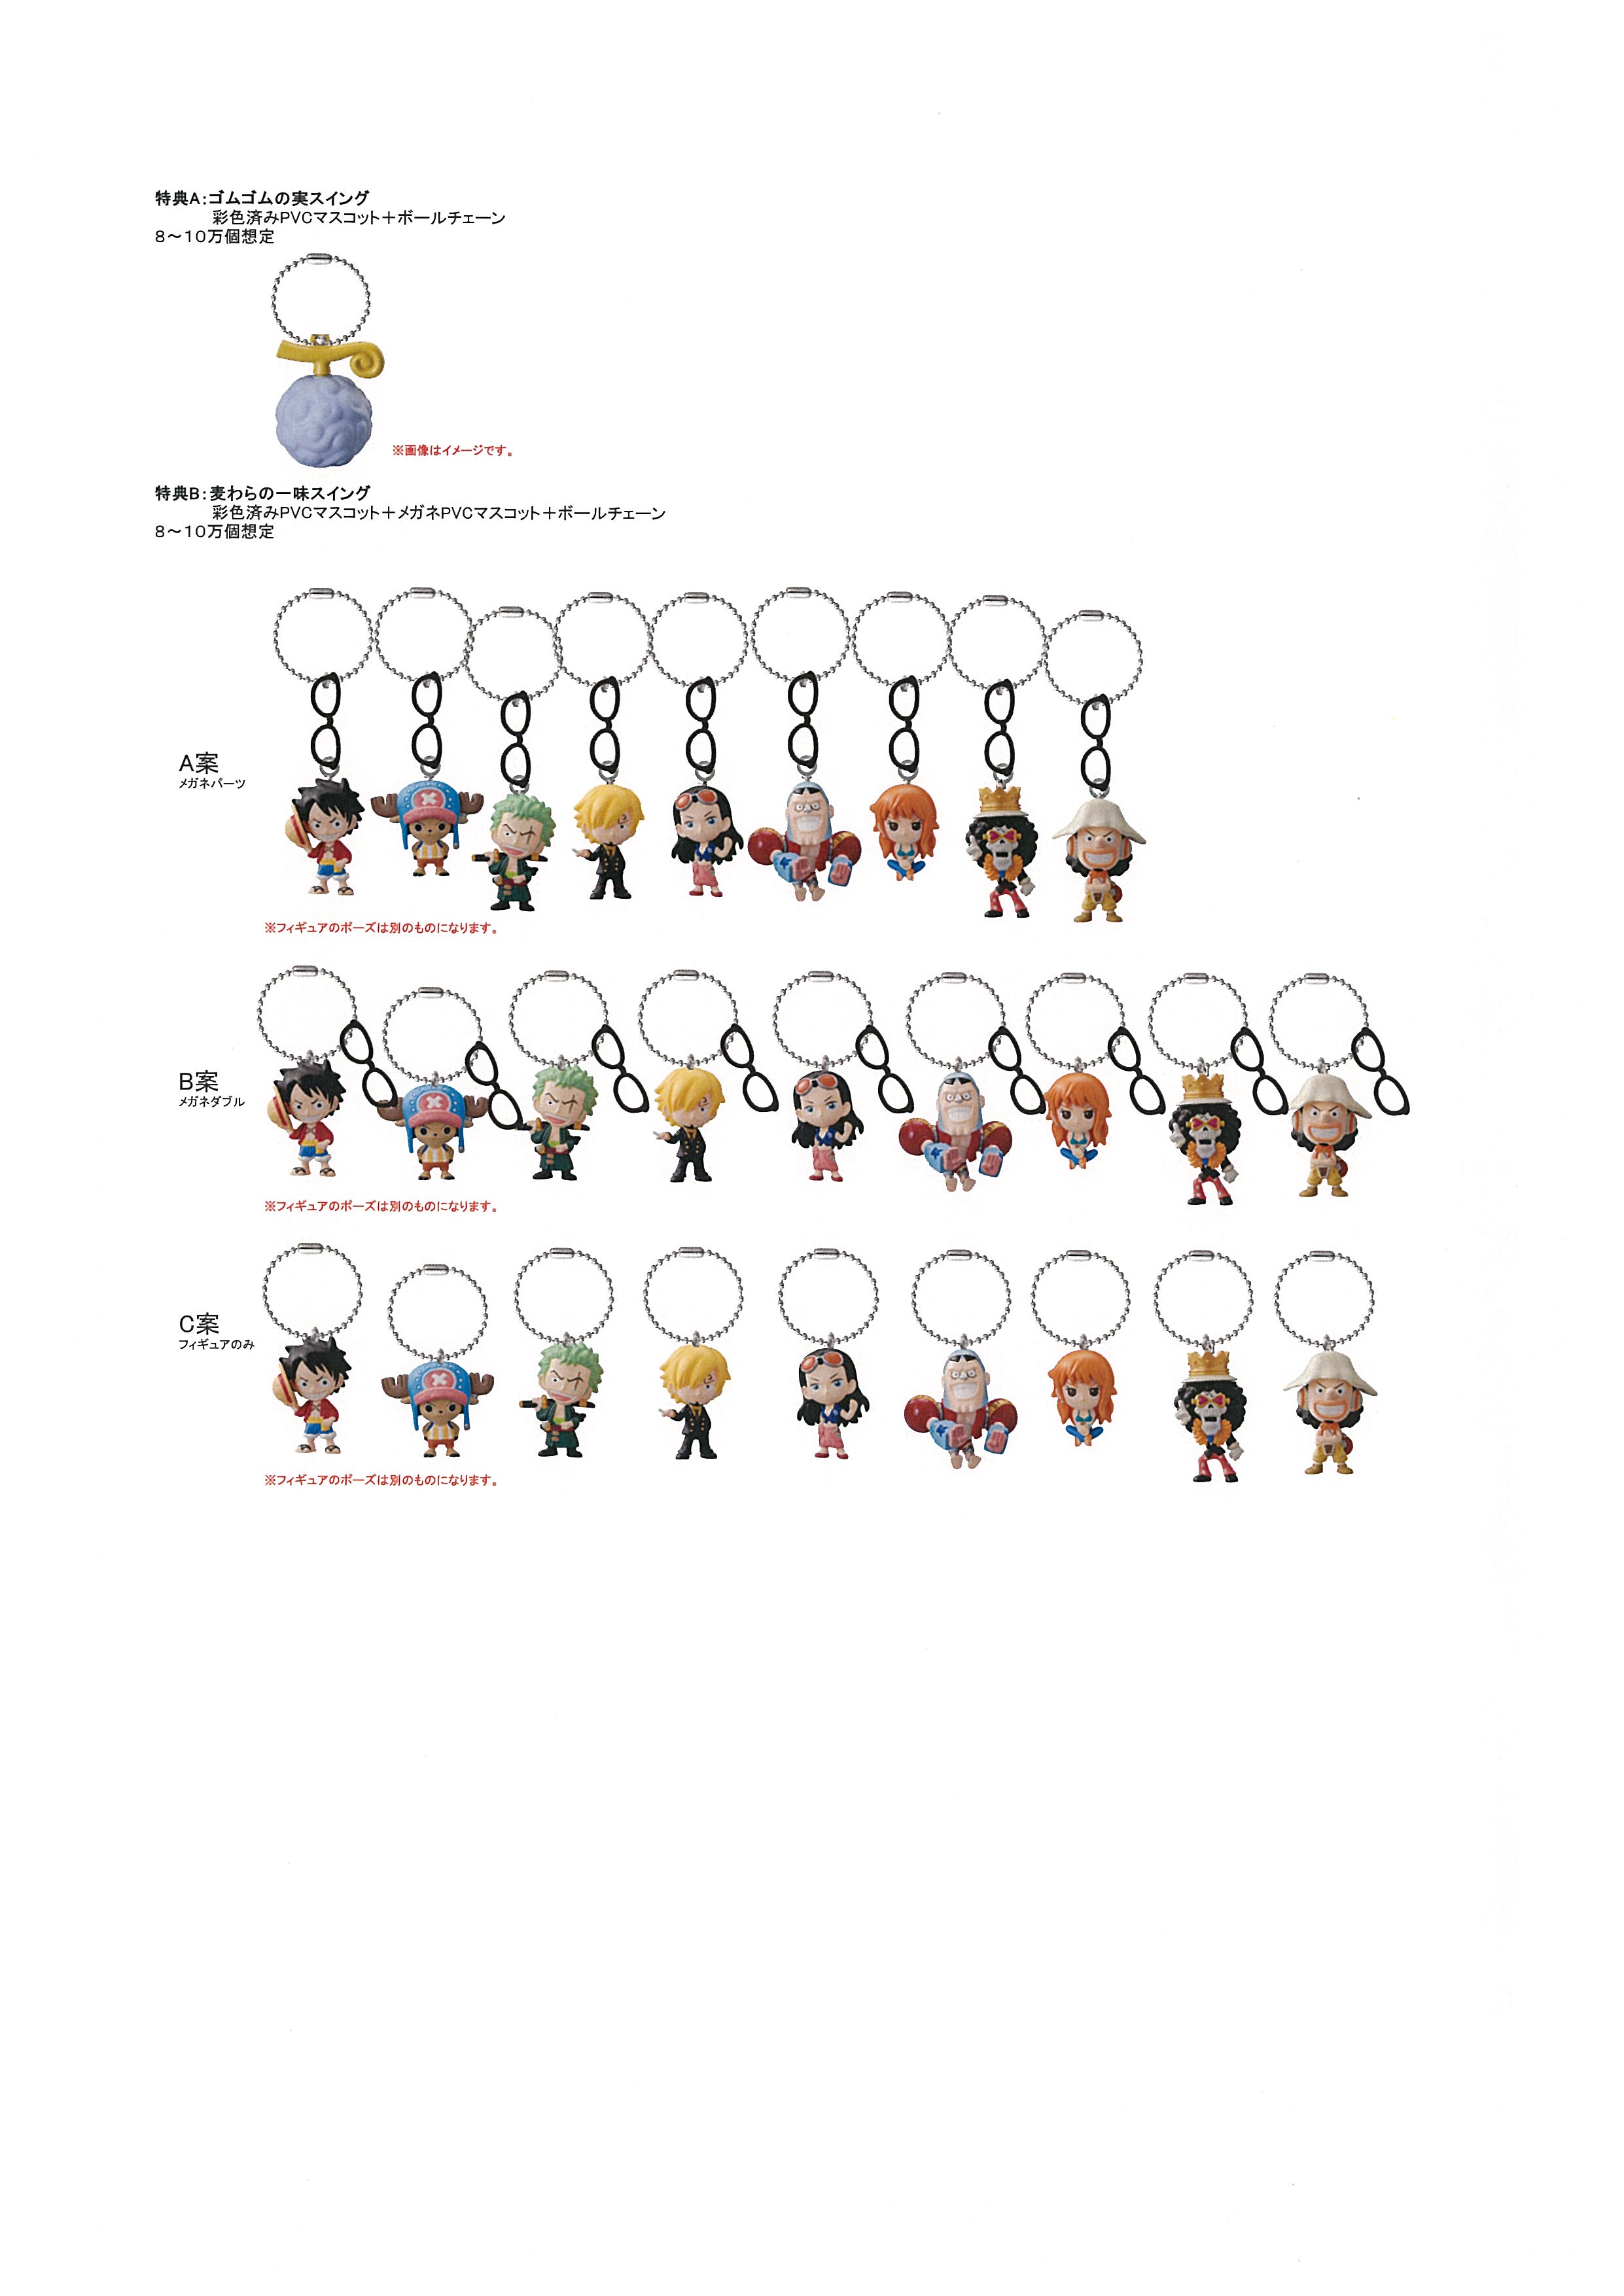 特典A:ゴムゴムの実スイング
彩色済みPVCマスコット＋ボールチェーン
８～１０万個想定
※画像はイメージです。
特典B:麦わらの一味スイング
彩色済みPVCマスコット＋メガネPVCマスコット＋ボールチェーン
８～１０万個想定
A案
メガネパーツ
※フィギュアのポーズは別のものになります。
B案
メガネダブル
※フィギュアのポーズは別のものになります。
C案
フィギュアのみ
※フィギュアのポーズは別のものになります。